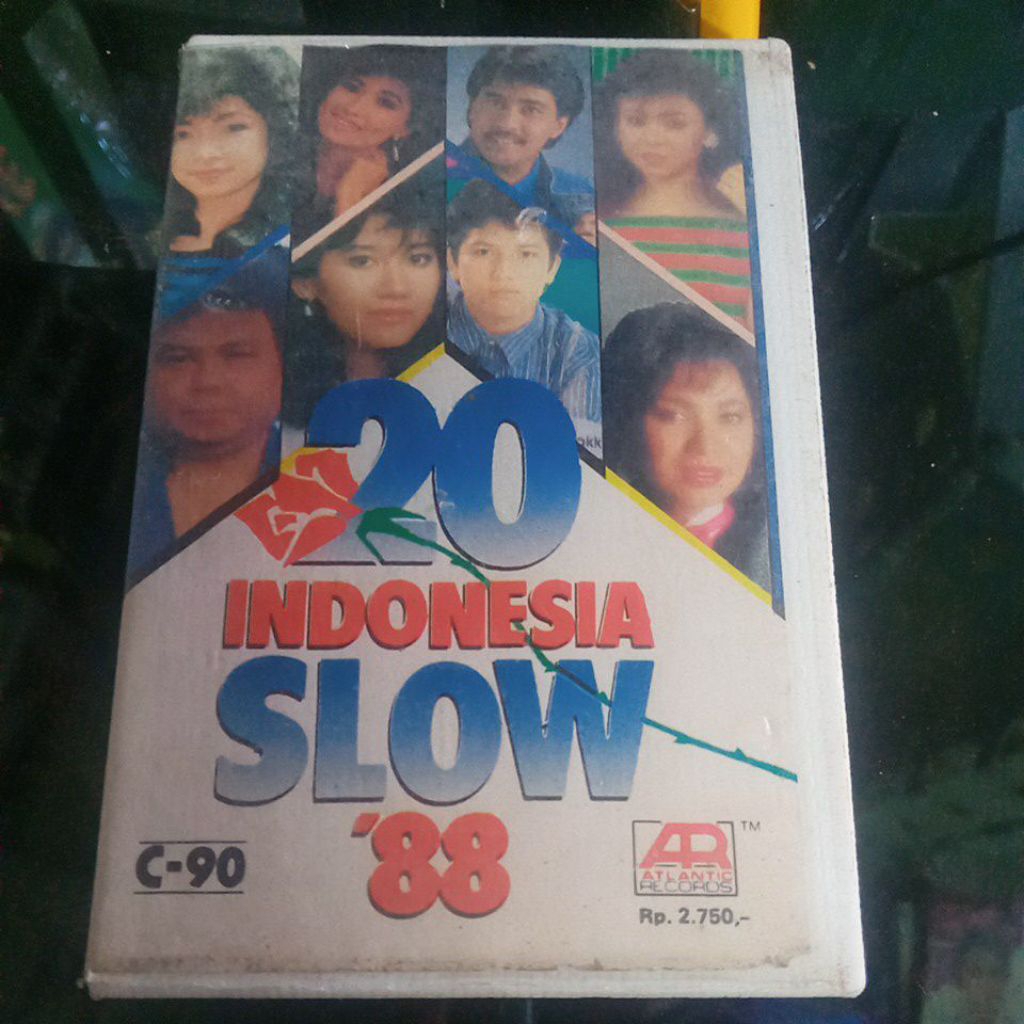 20
INDONESIA
SLOW
'88
C-90
AR TM
ATLANTIC
RECORDS
Rp. 2.750,-